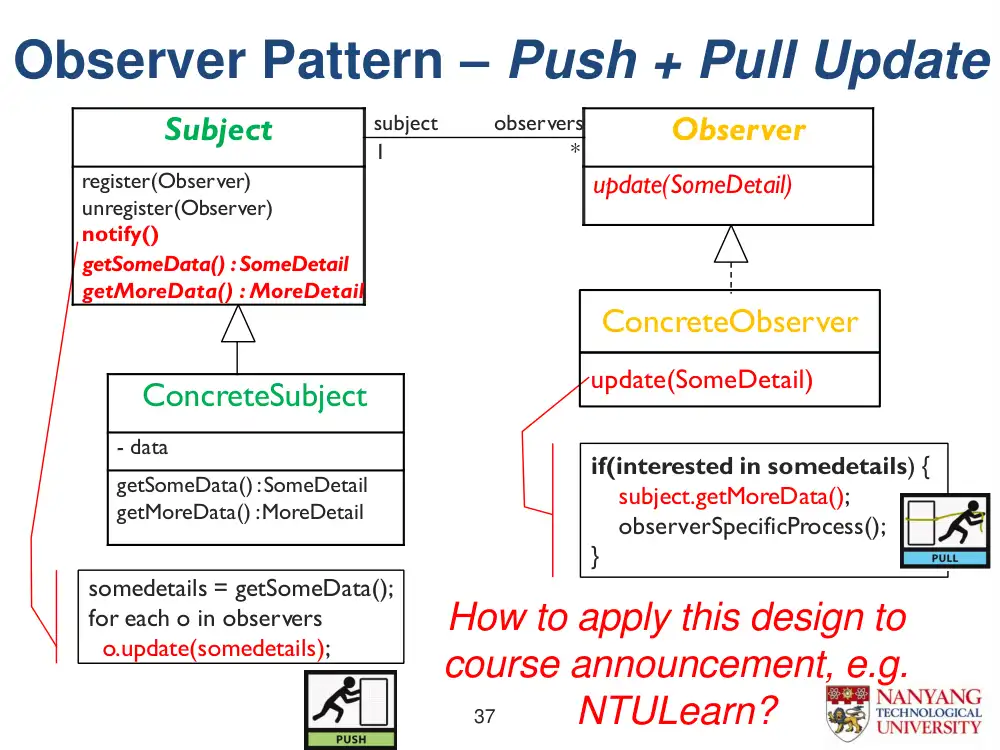 Observer Pattern – Push + Pull Update
Subject
register(Observer)
unregister(Observer)
notify()
getSomeData() : SomeDetail
getMoreData() : MoreDetail
subject
observers
1
*
Observer
update(SomeDetail)
ConcreteObserver
update(SomeDetail)
ConcreteSubject
- data
getSomeData() : SomeDetail
getMoreData() : MoreDetail
if(interested in somedetails) {
subject.getMoreData();
observerSpecificProcess();
}
PULL
somedetails = getSomeData();
for each o in observers
o.update(somedetails);
PUSH
How to apply this design to
course announcement, e.g.
NTULearn?
37
NANYANG
TECHNOLOGICAL
UNIVERSITY